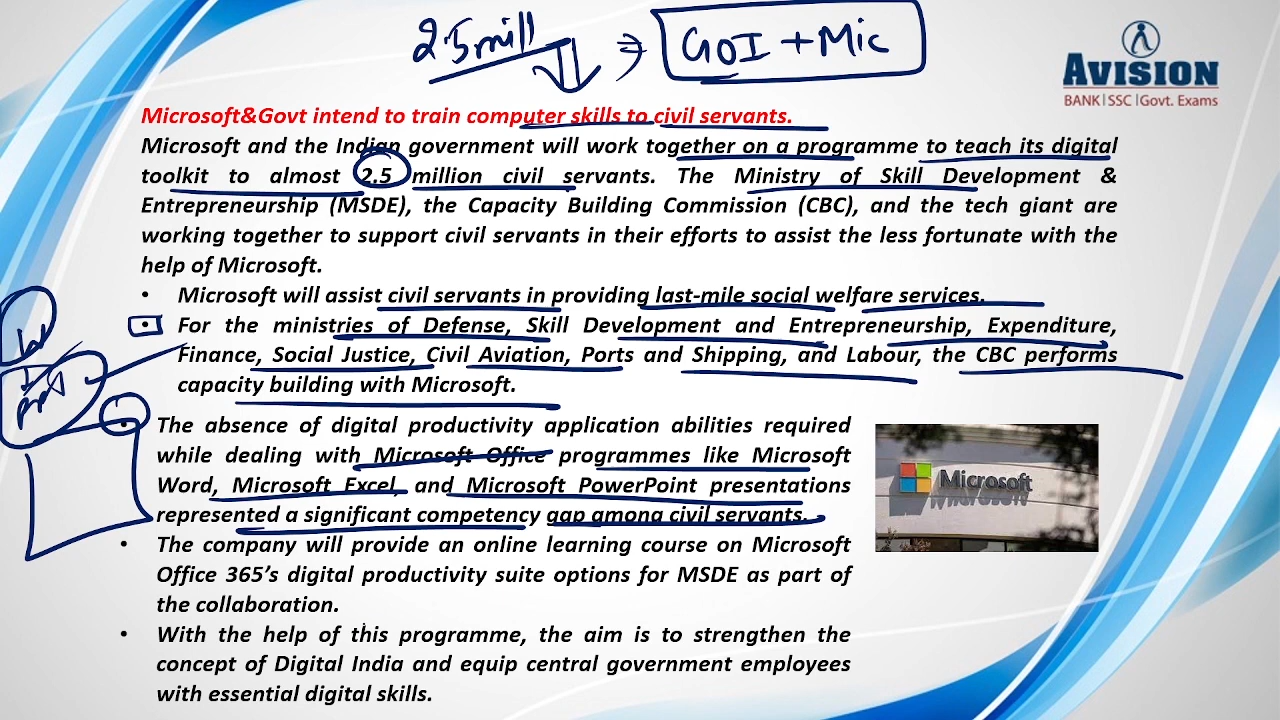 2.5 mill ⇒ GOI + Mic
AVISION
BANK|SSC|Govt. Exams
Microsoft&Govt intend to train computer skills to civil servants.
Microsoft and the Indian government will work together on a programme to teach its digital
toolkit to almost 2.5 million civil servants. The Ministry of Skill Development &
Entrepreneurship (MSDE), the Capacity Building Commission (CBC), and the tech giant are
working together to support civil servants in their efforts to assist the less fortunate with the
help of Microsoft.
• Microsoft will assist civil servants in providing last-mile social welfare services.
• For the ministries of Defense, Skill Development and Entrepreneurship, Expenditure,
Finance, Social Justice, Civil Aviation, Ports and Shipping, and Labour, the CBC performs
capacity building with Microsoft.
• The absence of digital productivity application abilities required
while dealing with Microsoft Office programmes like Microsoft
Word, Microsoft Excel, and Microsoft PowerPoint presentations
represented a significant competency gap among civil servants.
Microsoft
• The company will provide an online learning course on Microsoft
Office 365’s digital productivity suite options for MSDE as part of
the collaboration.
• With the help of this programme, the aim is to strengthen the
concept of Digital India and equip central government employees
with essential digital skills.